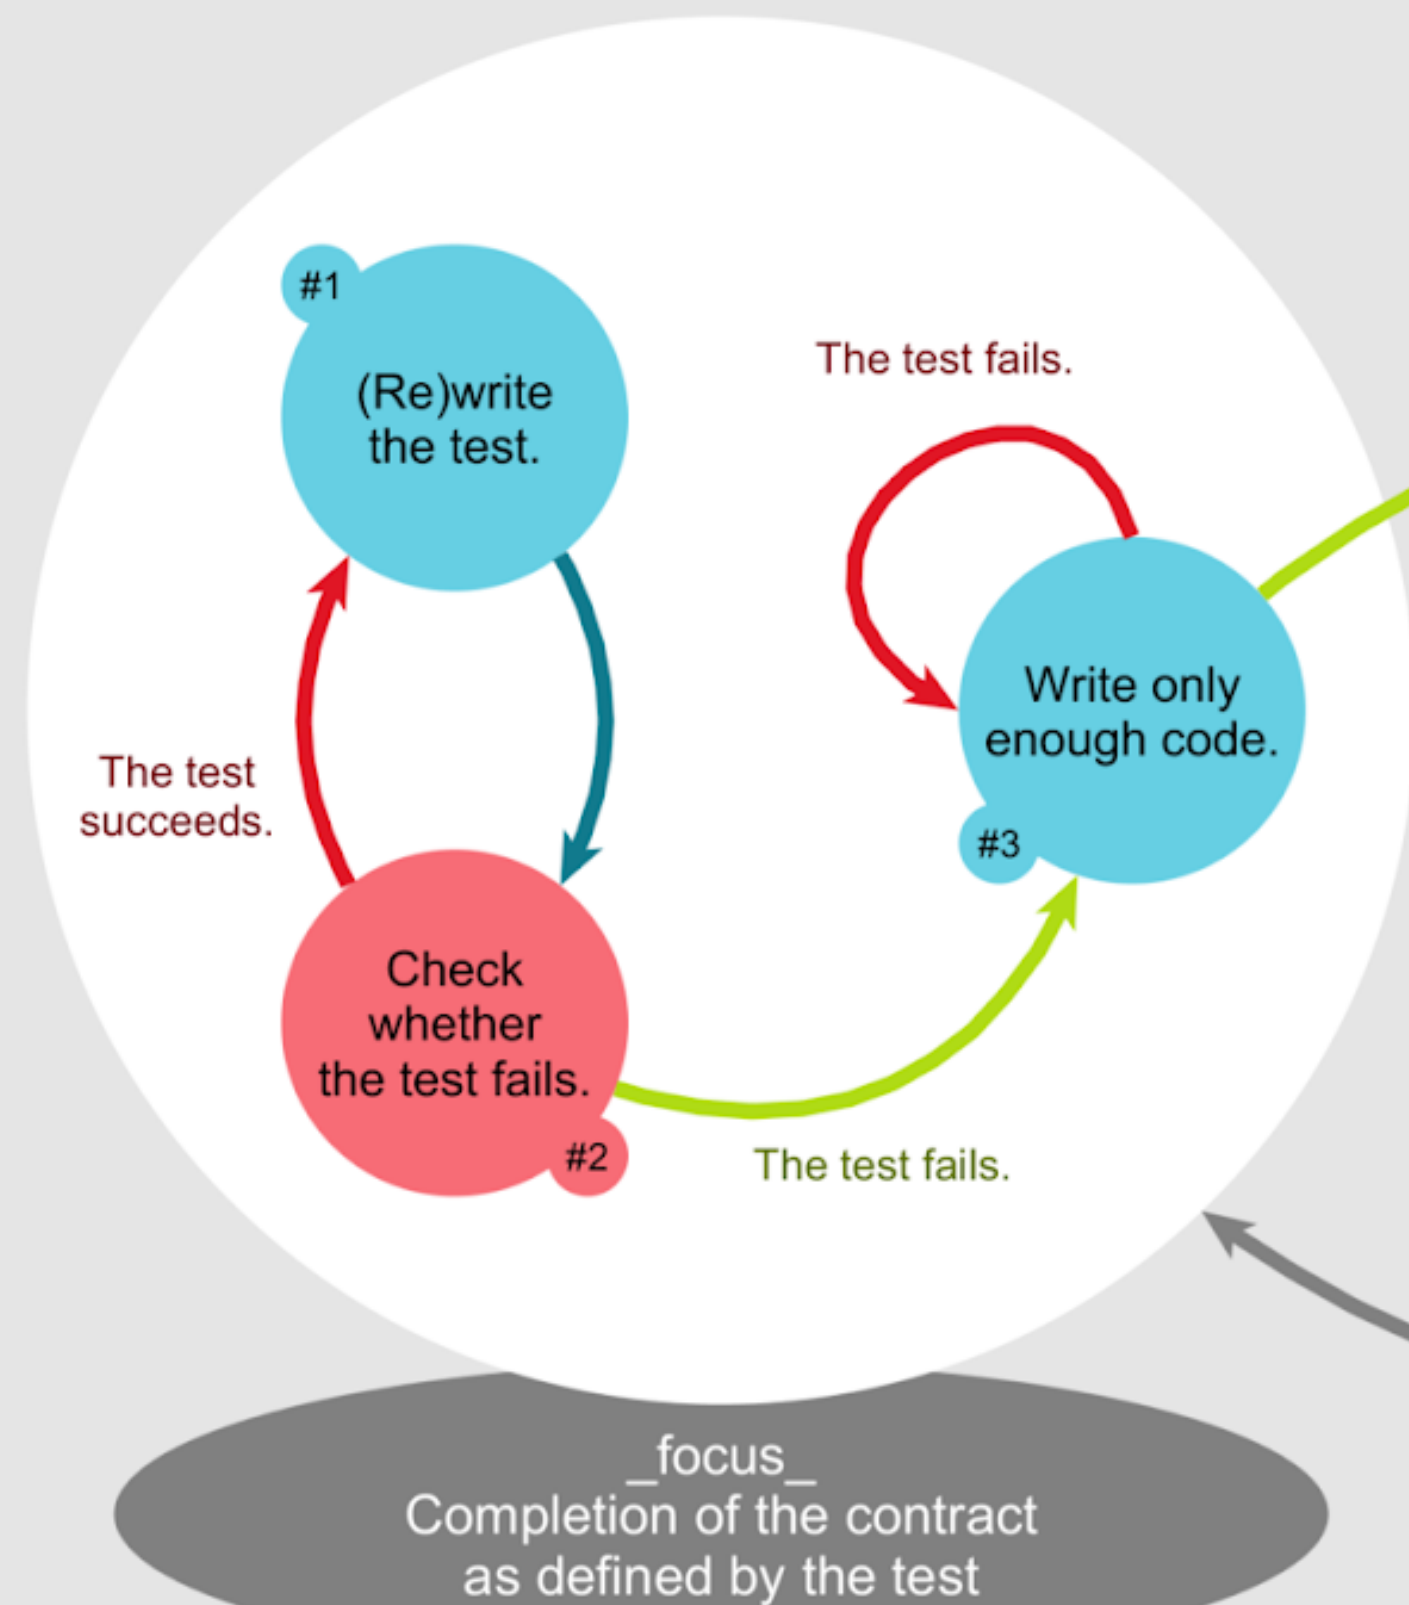 #1
(Re)write
the test.
The test fails.
Write only
enough code.
#3
The test
succeeds.
Check
whether
the test fails.
#2
The test fails.
_focus_
Completion of the contract
as defined by the test